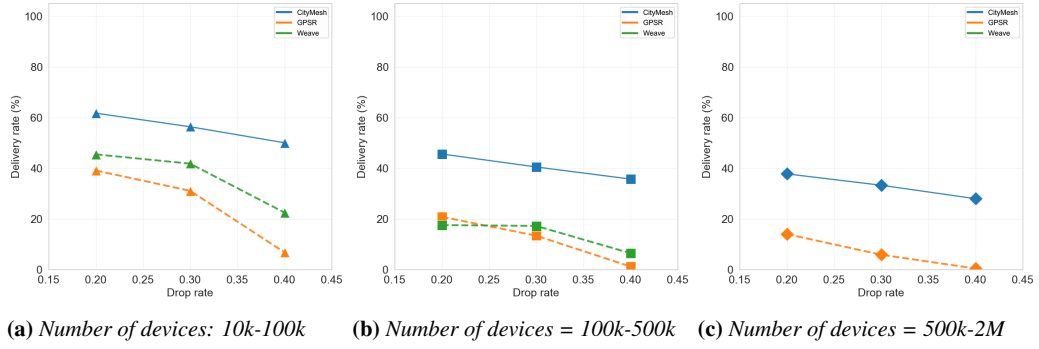 100
80
60
40
20
0
Delivery rate (%)
0.15 0.20 0.25 0.30 0.35 0.40 0.45
Drop rate
CityMesh
GPSR
Weave
(a) Number of devices: 10k-100k
100
80
60
40
20
0
Delivery rate (%)
0.15 0.20 0.25 0.30 0.35 0.40 0.45
Drop rate
CityMesh
GPSR
Weave
(b) Number of devices = 100k-500k
100
80
60
40
20
0
Delivery rate (%)
0.15 0.20 0.25 0.30 0.35 0.40 0.45
Drop rate
CityMesh
GPSR
Weave
(c) Number of devices = 500k-2M